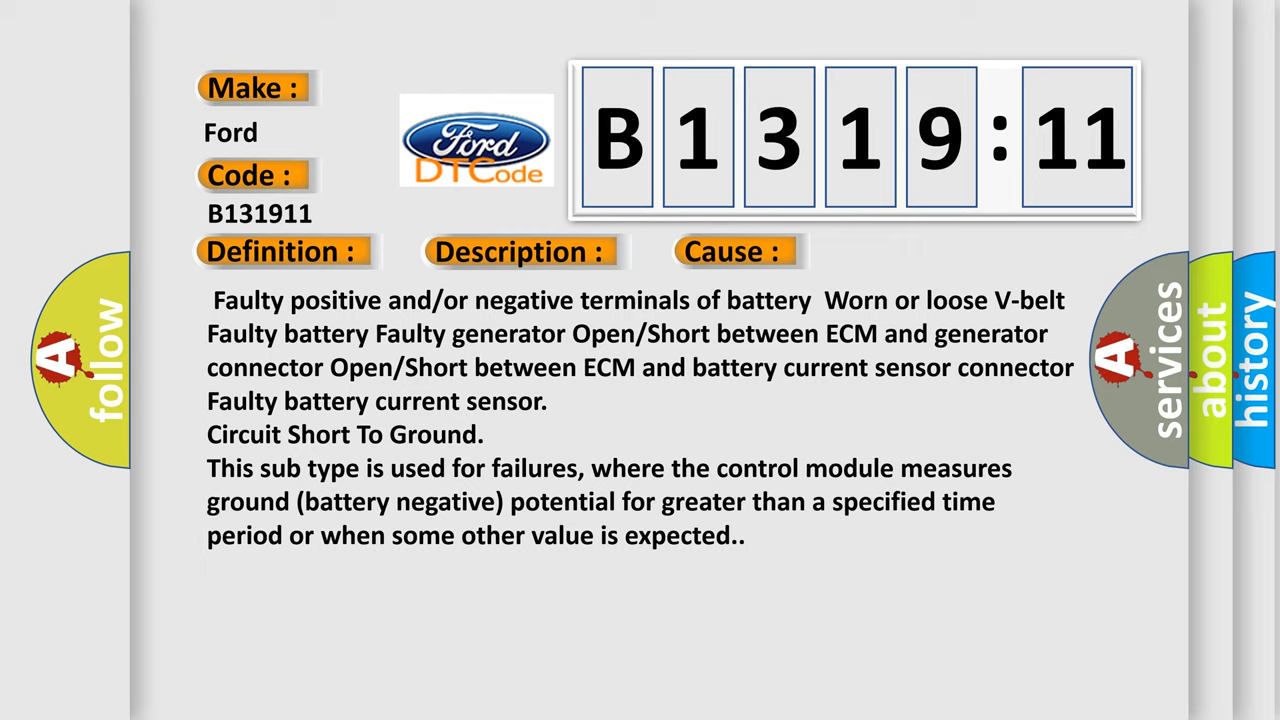 Make :
Ford
Code :
B131911
Ford
DTCode
B 1 3 1 9 : 11
Definition :
Description :
Cause :
Faulty positive and/or negative terminals of battery  Worn or loose V-belt
Faulty battery Faulty generator Open/Short between ECM and generator
connector Open/Short between ECM and battery current sensor connector
Faulty battery current sensor.
Circuit Short To Ground.
This sub type is used for failures, where the control module measures
ground (battery negative) potential for greater than a specified time
period or when some other value is expected..
A
follow
A
services
about
history